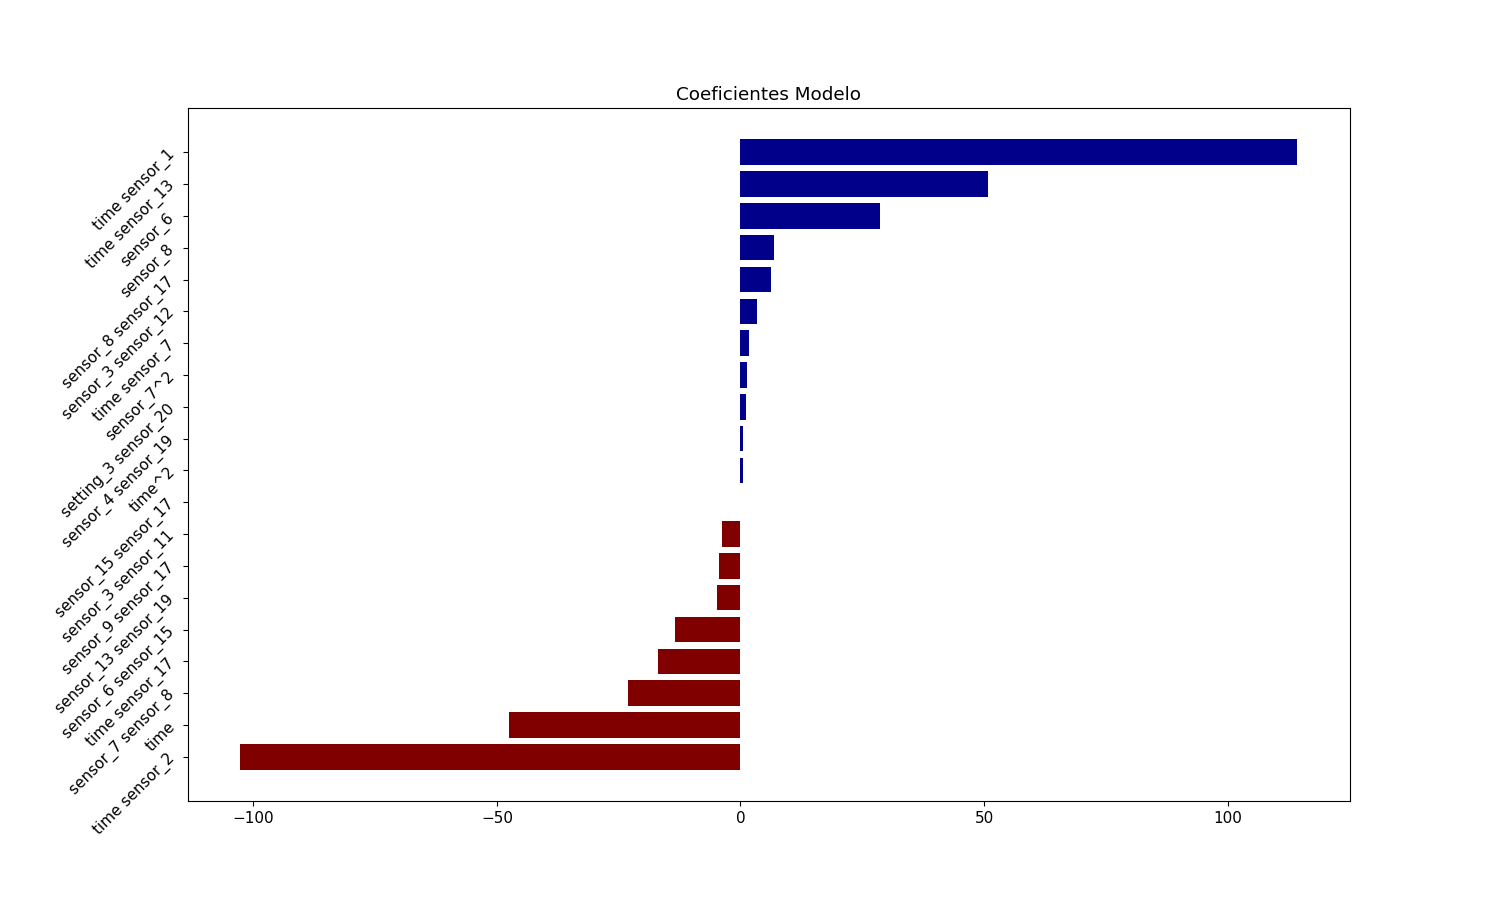 Coeficientes Modelo
time sensor_1
time sensor_13
sensor_6
sensor_8
sensor_8 sensor_17
sensor_3 sensor_12
time sensor_7
sensor_7^2
setting_3 sensor_20
sensor_4 sensor_19
time^2
sensor_15 sensor_17
sensor_3 sensor_11
sensor_9 sensor_17
sensor_13 sensor_19
sensor_6 sensor_15
time sensor_17
sensor_7 sensor_8
time
time sensor_2
−100
−50
0
50
100